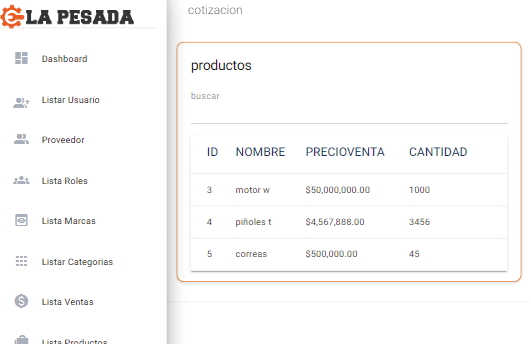 LA PESADA
Dashboard
Listar Usuario
Proveedor
Lista Roles
Lista Marcas
Listar Categorias
Lista Ventas
Lista Productos
cotizacion
productos
buscar
ID NOMBRE PRECIOVENTA CANTIDAD
3 motor w $50,000,000.00 1000
4 piñoles t $4,567,888.00 3456
5 correas $500,000.00 45